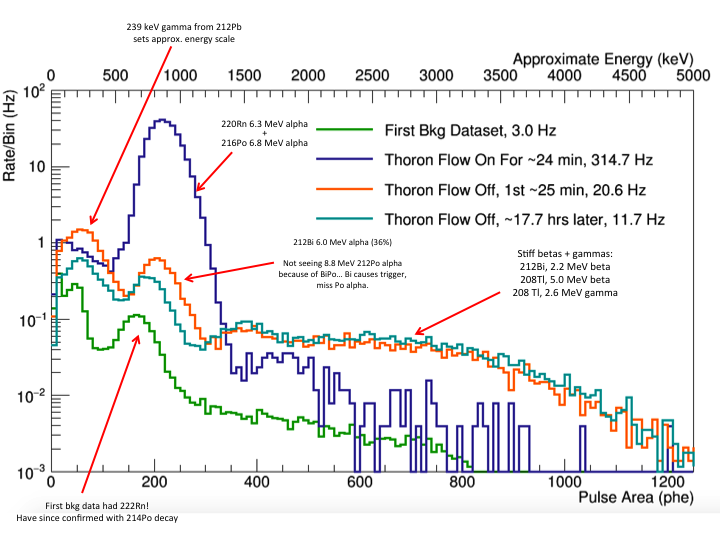 239 keV gamma from 212Pb
sets approx. energy scale
Approximate Energy (keV)
0 500 1000 1500 2000 2500 3000 3500 4000 4500 5000
Rate/Bin (Hz)
10²
10
1
10⁻¹
10⁻²
10⁻³
220Rn 6.3 MeV alpha
+
216Po 6.8 MeV alpha
First Bkg Dataset, 3.0 Hz
Thoron Flow On For ~24 min, 314.7 Hz
Thoron Flow Off, 1st ~25 min, 20.6 Hz
Thoron Flow Off, ~17.7 hrs later, 11.7 Hz
212Bi 6.0 MeV alpha (36%)
Not seeing 8.8 MeV 212Po alpha
because of BiPo... Bi causes trigger,
miss Po alpha.
Stiff betas + gammas:
212Bi, 2.2 MeV beta
208Tl, 5.0 MeV beta
208 Tl, 2.6 MeV gamma
0 200 400 600 800 1000 1200
Pulse Area (phe)
First bkg data had 222Rn!
Have since confirmed with 214Po decay